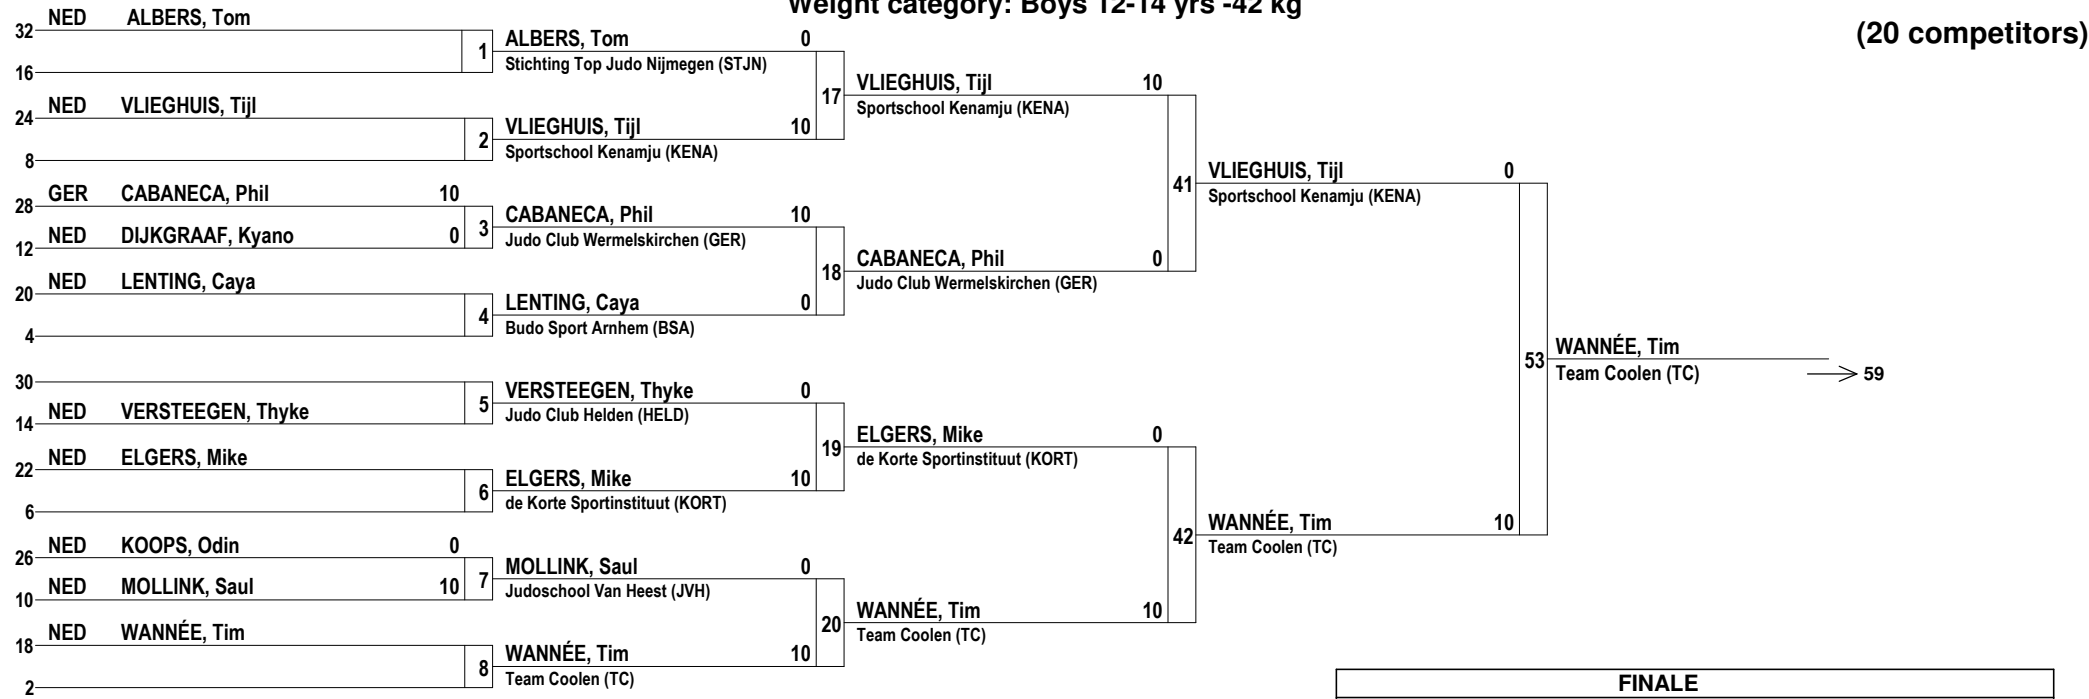 Weight category: Boys 12-14 yrs -42 kg
(20 competitors)
32 NED ALBERS, Tom
16
1
24 NED VLIEGHUIS, Tijl
8
2
28 GER CABANECA, Phil 10
12 NED DIJKGRAAF, Kyano 0
3
20 NED LENTING, Caya
4
4
30
14 NED VERSTEEGEN, Thyke
5
22 NED ELGERS, Mike
6
6
26 NED KOOPS, Odin 0
10 NED MOLLINK, Saul 10
7
18 NED WANNÉE, Tim
2
8
ALBERS, Tom 0
Stichting Top Judo Nijmegen (STJN)
17
VLIEGHUIS, Tijl 10
Sportschool Kenamju (KENA)
CABANECA, Phil 10
Judo Club Wermelskirchen (GER)
18
LENTING, Caya 0
Budo Sport Arnhem (BSA)
VERSTEEGEN, Thyke 0
Judo Club Helden (HELD)
19
ELGERS, Mike 10
de Korte Sportinstituut (KORT)
MOLLINK, Saul 0
Judoschool Van Heest (JVH)
20
WANNÉE, Tim 10
Team Coolen (TC)
VLIEGHUIS, Tijl 10
Sportschool Kenamju (KENA)
41
CABANECA, Phil 0
Judo Club Wermelskirchen (GER)
ELGERS, Mike 0
de Korte Sportinstituut (KORT)
42
WANNÉE, Tim 10
Team Coolen (TC)
VLIEGHUIS, Tijl 0
Sportschool Kenamju (KENA)
53
WANNÉE, Tim 10
Team Coolen (TC)
WANNÉE, Tim
Team Coolen (TC)
59
FINALE